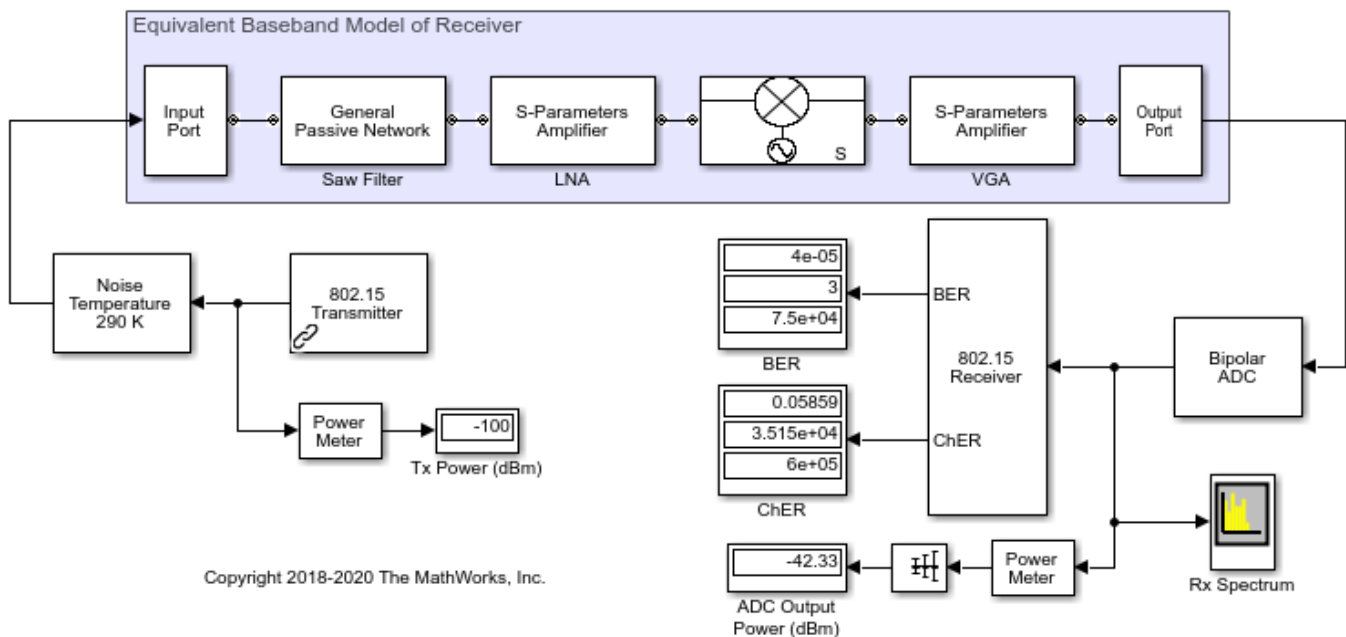 Equivalent Baseband Model of Receiver
Input
Port
General
Passive Network
Saw Filter
S-Parameters
Amplifier
LNA
S
S-Parameters
Amplifier
VGA
Output
Port
Noise
Temperature
290 K
802.15
Transmitter
Power
Meter
-100
Tx Power (dBm)
4e-05
3
7.5e+04
BER
0.05859
3.515e+04
6e+05
ChER
BER
802.15
Receiver
ChER
Bipolar
ADC
-42.33
ADC Output
Power (dBm)
Power
Meter
Rx Spectrum
Copyright 2018-2020 The MathWorks, Inc.